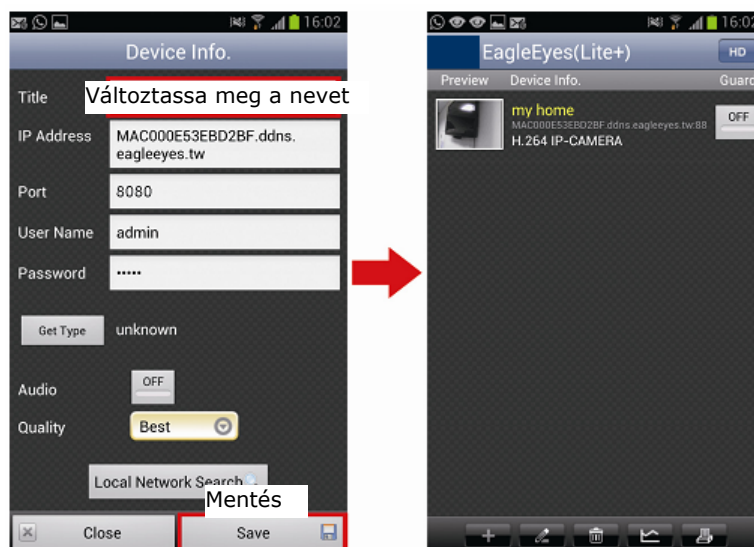 16:02
Device Info.
Title
Változtassa meg a nevet
IP Address
MAC000E53EBD2BF.ddns.
eagleeyes.tw
Port
8080
User Name
admin
Password
•••••
Get Type
unknown
Audio
OFF
Quality
Best
Local Network Search
Mentés
Close
Save
16:02
EagleEyes(Lite+)
HD
Preview
Device Info.
Guard
my home
MAC000E53EBD2BF.ddns.eagleeyes.tw:88
H.264 IP-CAMERA
OFF